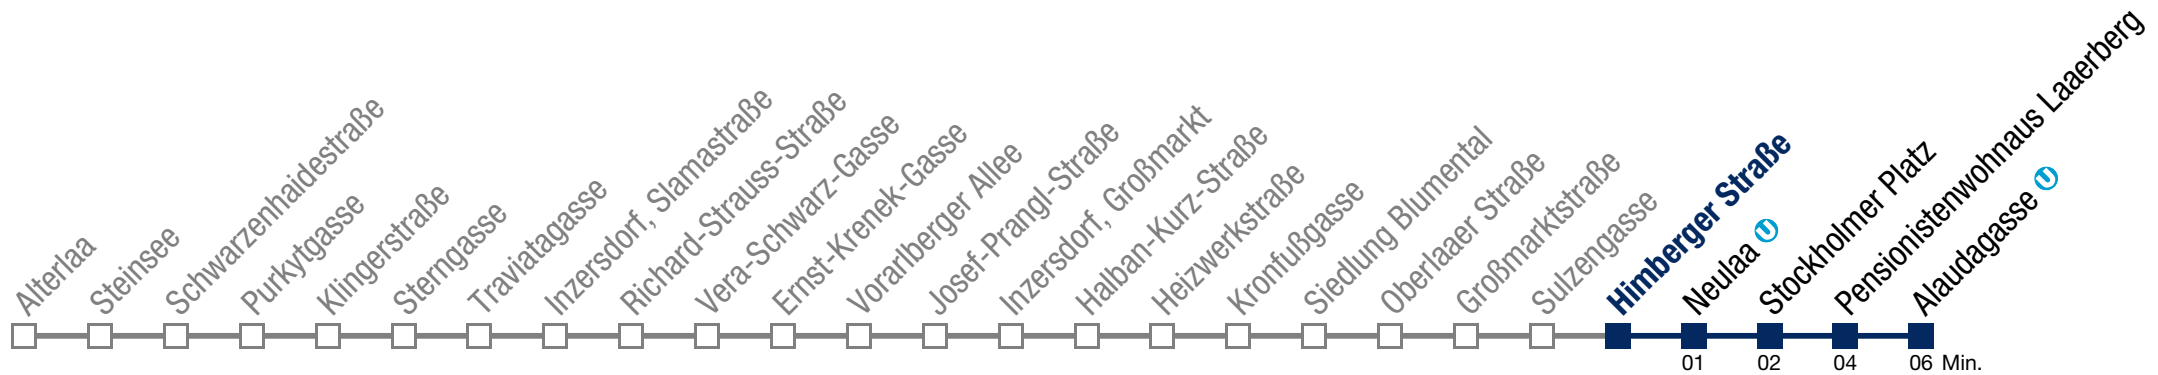 Alterlaa
Steinsee
Schwarzenhaidestraße
Purkytgasse
Klingerstraße
Sterngasse
Traviatagasse
Inzersdorf, Slamastraße
Richard-Strauss-Straße
Vera-Schwarz-Gasse
Ernst-Krenek-Gasse
Vorarlberger Allee
Josef-Prangl-Straße
Inzersdorf, Großmarkt
Halban-Kurz-Straße
Heizwerkstraße
Kronfußgasse
Siedlung Blumental
Oberlaaer Straße
Großmarktstraße
Sulzengasse
Himberger Straße
Neulaa U
Stockholmer Platz
Pensionistenwohnaus Laaerberg
Alaudagasse U
01 02 04 06 Min.